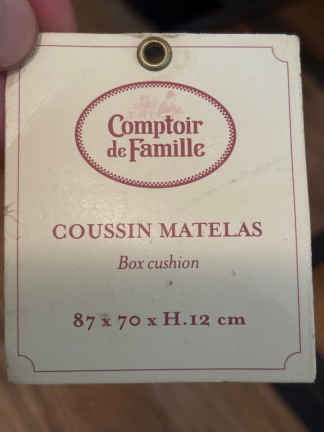 Comptoir
de Famille
COUSSIN MATELAS
Box cushion
87 x 70 x H.12 cm